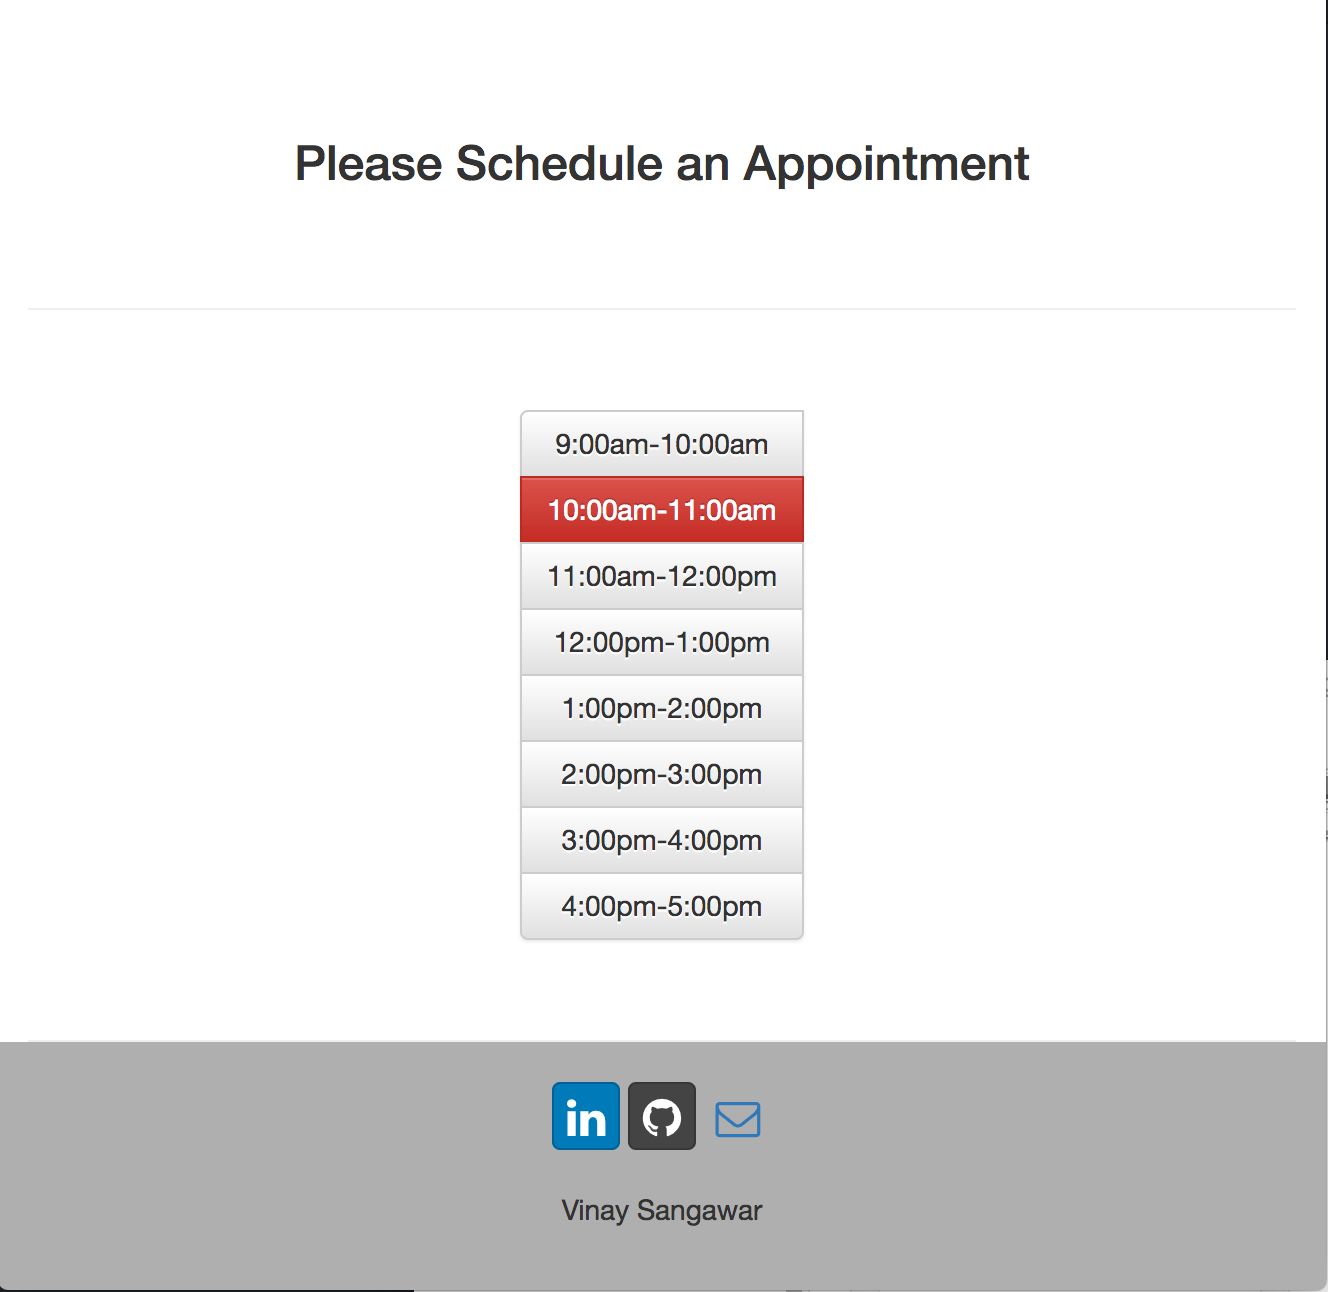 Please Schedule an Appointment
9:00am-10:00am
10:00am-11:00am
11:00am-12:00pm
12:00pm-1:00pm
1:00pm-2:00pm
2:00pm-3:00pm
3:00pm-4:00pm
4:00pm-5:00pm
in
Vinay Sangawar